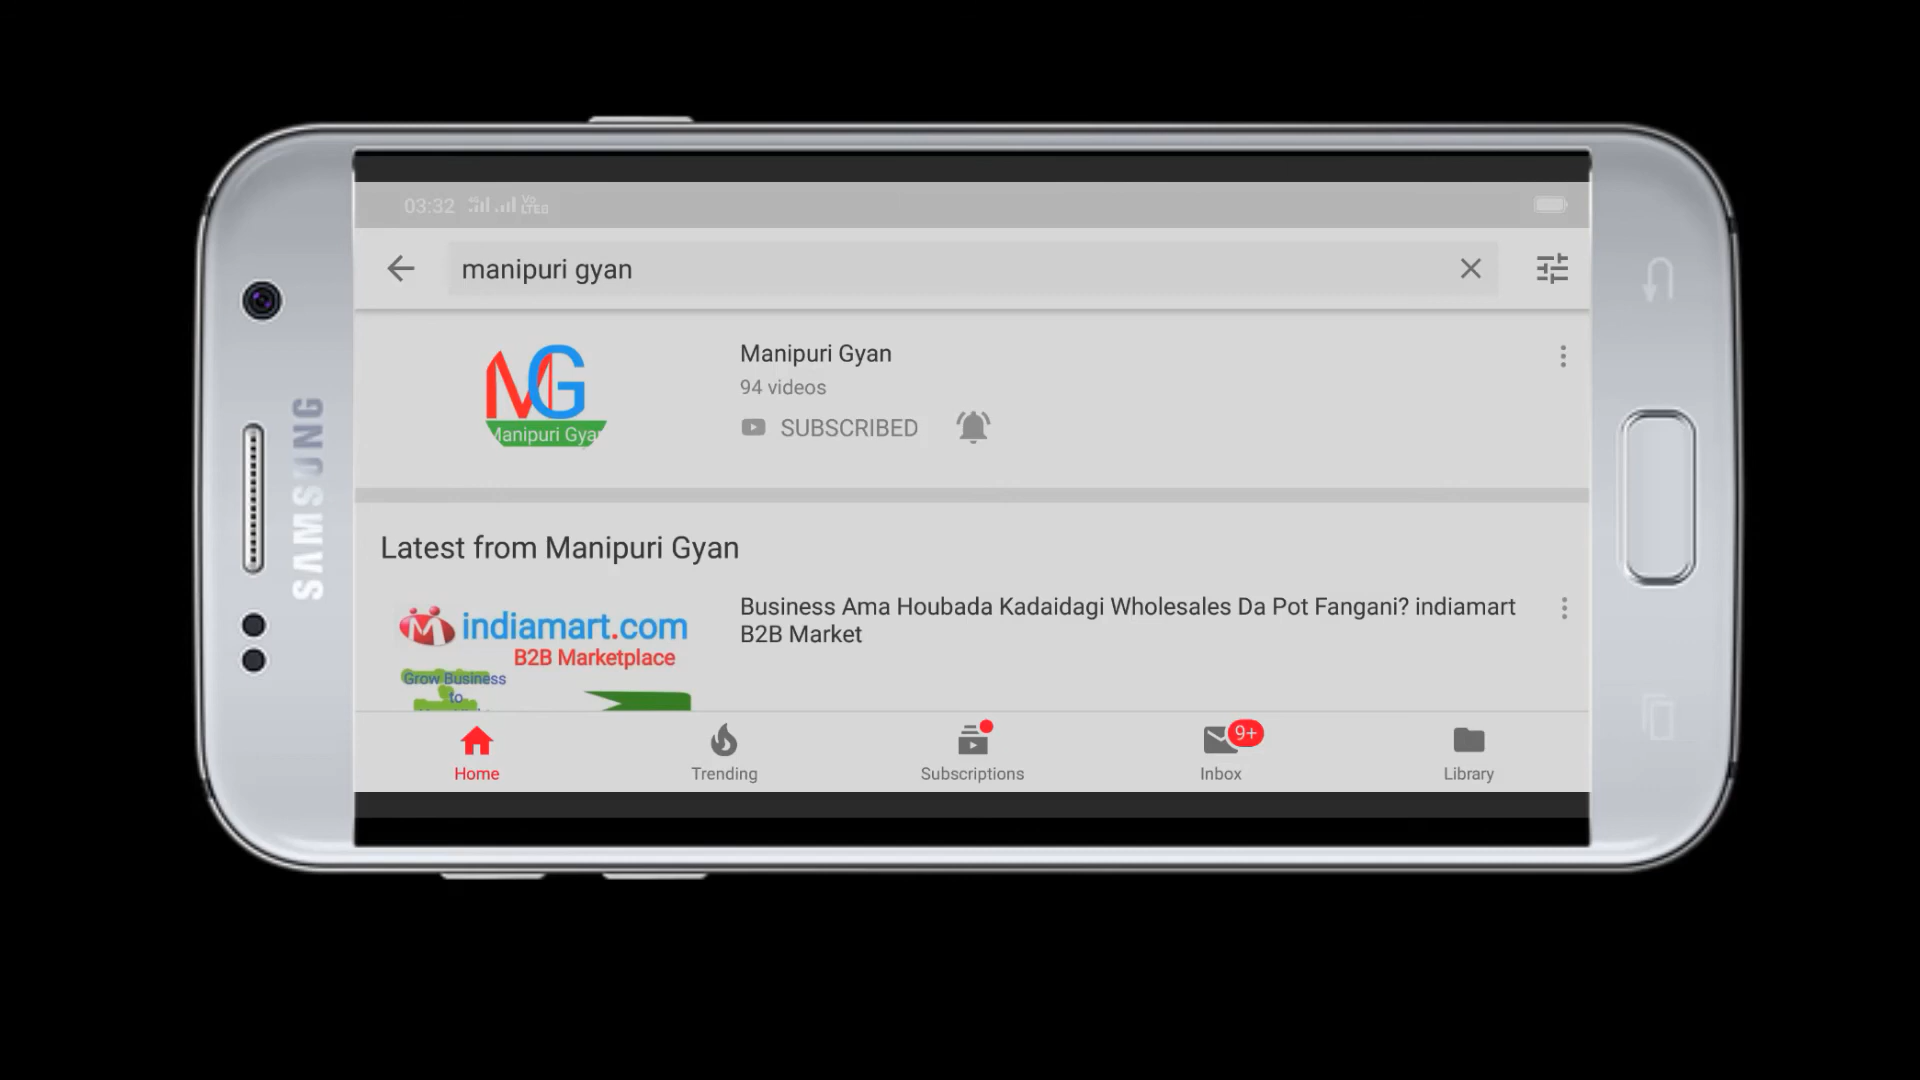 03:32
manipuri gyan
MG
Manipuri Gyan
Manipuri Gyan
94 videos
SUBSCRIBED
SAMSUNG
Latest from Manipuri Gyan
indiamart.com
B2B Marketplace
Grow Business
to
Business Ama Houbada Kadaidagi Wholesales Da Pot Fangani? indiamart
B2B Market
Home
Trending
Subscriptions
9+
Inbox
Library